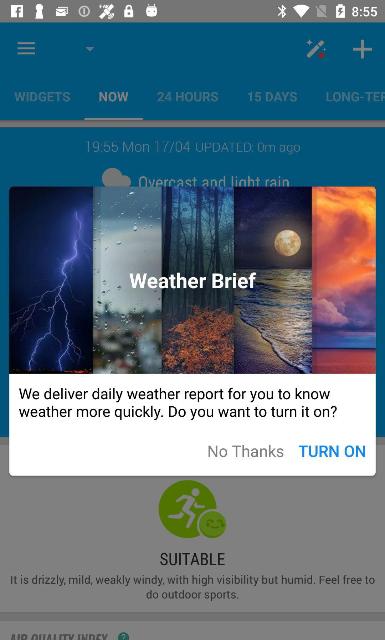 8:55
WIDGETS NOW 24 HOURS 15 DAYS LONG-TER
19:55 Mon 17/04 UPDATED: 0m ago
Overcast and light rain
Weather Brief
We deliver daily weather report for you to know
weather more quickly. Do you want to turn it on?
No Thanks TURN ON
SUITABLE
It is drizzly, mild, weakly windy, with high visibility but humid. Feel free to
do outdoor sports.
AIR QUALITY INDEX ?